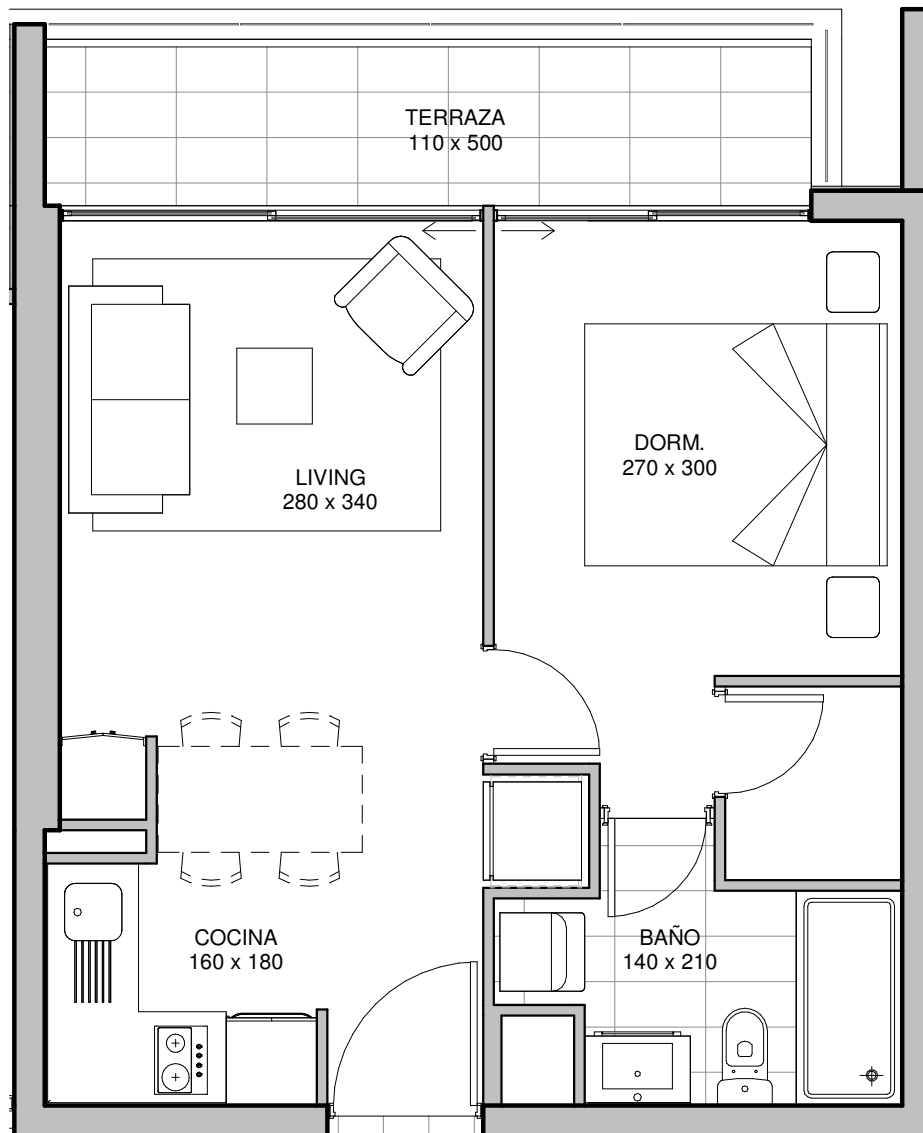 TERRAZA
110 x 500
LIVING
280 x 340
DORM.
270 x 300
COCINA
160 x 180
BAÑO
140 x 210